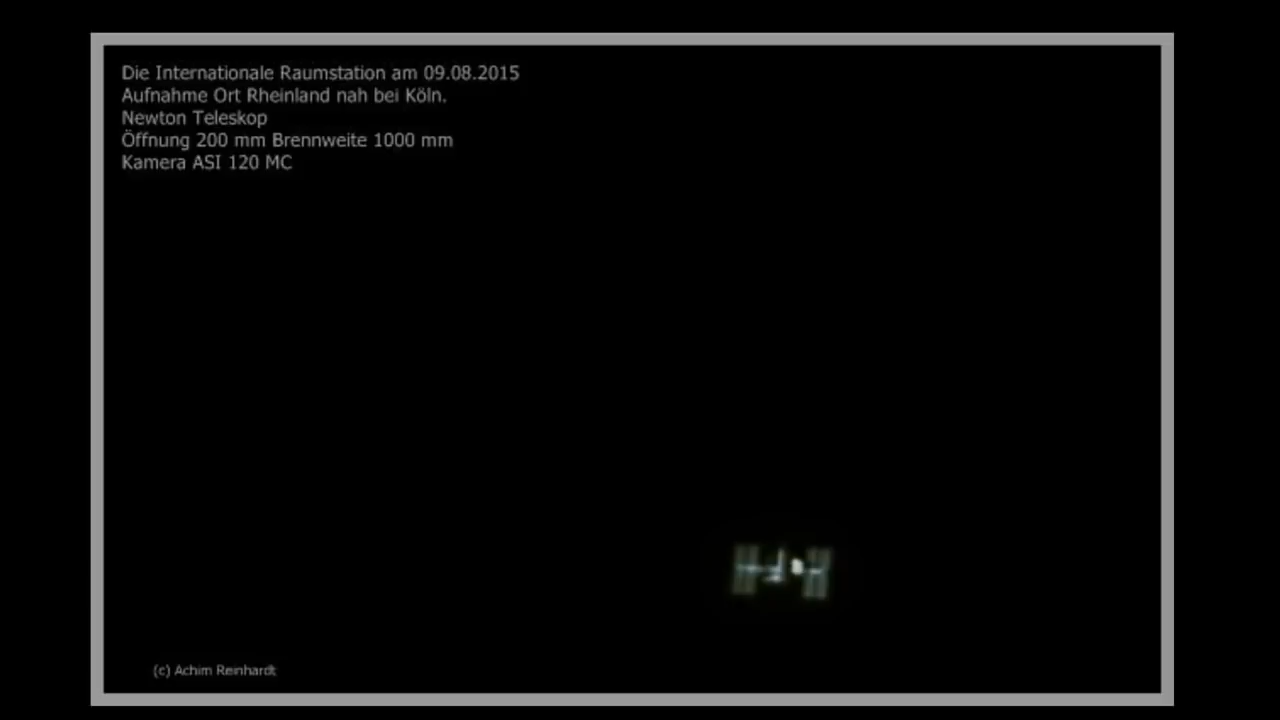 Die Internationale Raumstation am 09.08.2015
Aufnahme Ort Rheinland nah bei Köln.
Newton Teleskop
Öffnung 200 mm Brennweite 1000 mm
Kamera ASI 120 MC
(c) Achim Reinhardt